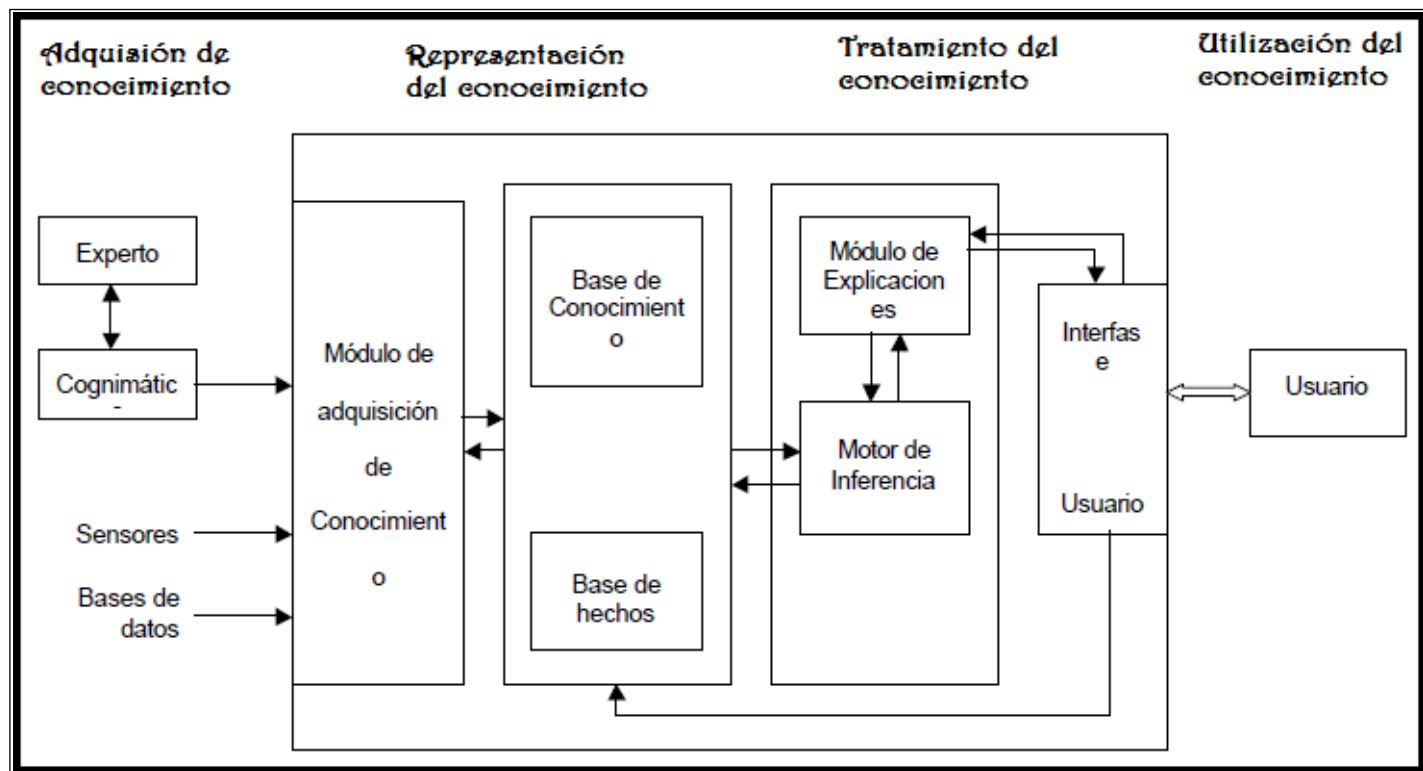 Adquisión de
conocimiento
Representación
del conocimiento
Tratamiento del
conocimiento
Utilización del
conocimiento
Experto
Cognimátic
Sensores
Bases de
datos
Módulo de
adquisición
de
Conocimient
o
Base de
Conocimient
o
Base de
hechos
Módulo de
Explicacion
es
Motor de
Inferencia
Interfas
e
Usuario
Usuario